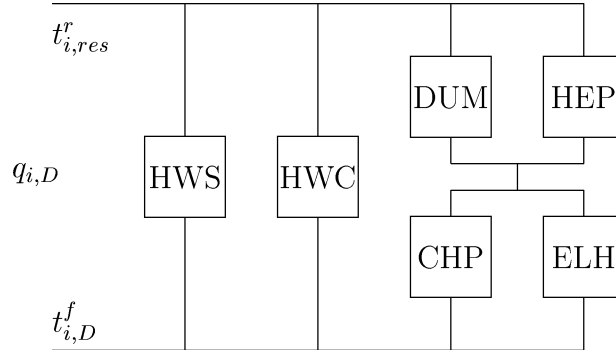 t^r_{i,res}
DUM HEP
q_{i,D} HWS HWC
CHP ELH
t^f_{i,D}